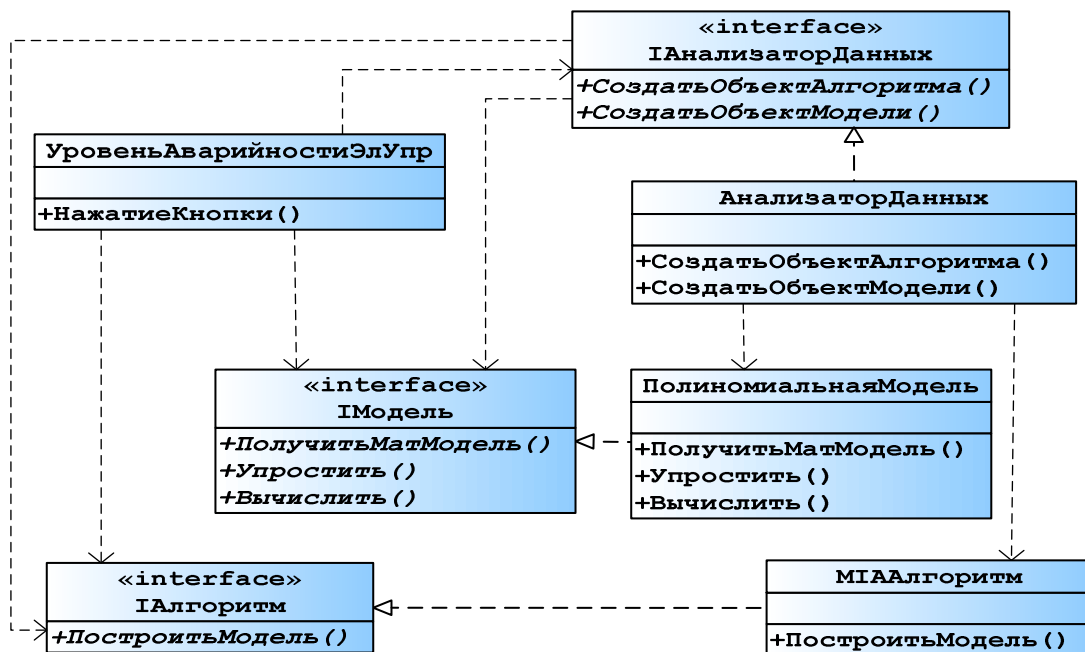 «interface»
IАнализаторДанных
+СоздатьОбъектАлгоритма()
+СоздатьОбъектМодели()
УровеньАварийностиЭлУпр
+НажатиеКнопки()
АнализаторДанных
+СоздатьОбъектАлгоритма()
+СоздатьОбъектМодели()
«interface»
IМодель
+ПолучитьМатМодель()
+Упростить()
+Вычислить()
ПолиномиальнаяМодель
+ПолучитьМатМодель()
+Упростить()
+Вычислить()
«interface»
IАлгоритм
+ПостроитьМодель()
МIААлгоритм
+ПостроитьМодель()